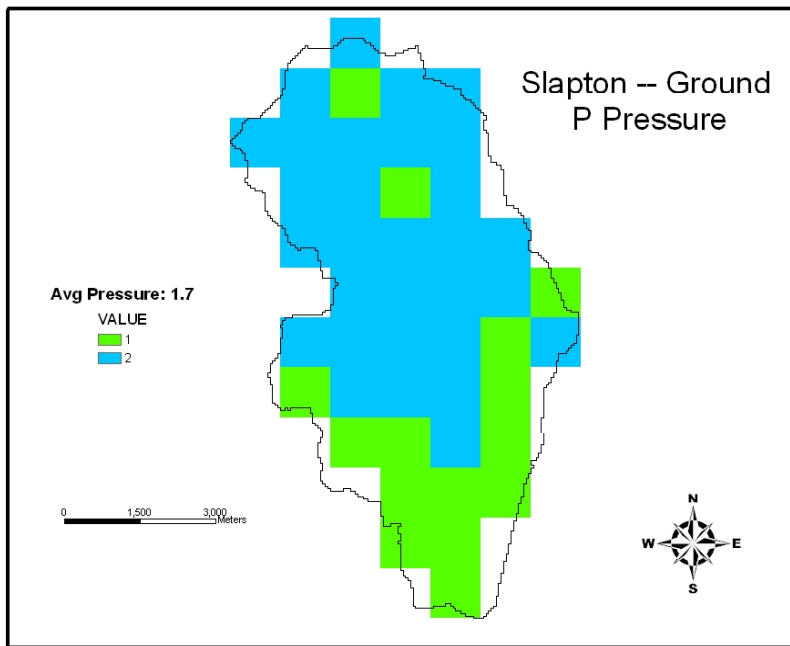 Slapton -- Ground
P Pressure
Avg Pressure: 1.7
VALUE
1
2
0 1,500 3,000
Meters
N
W E
S